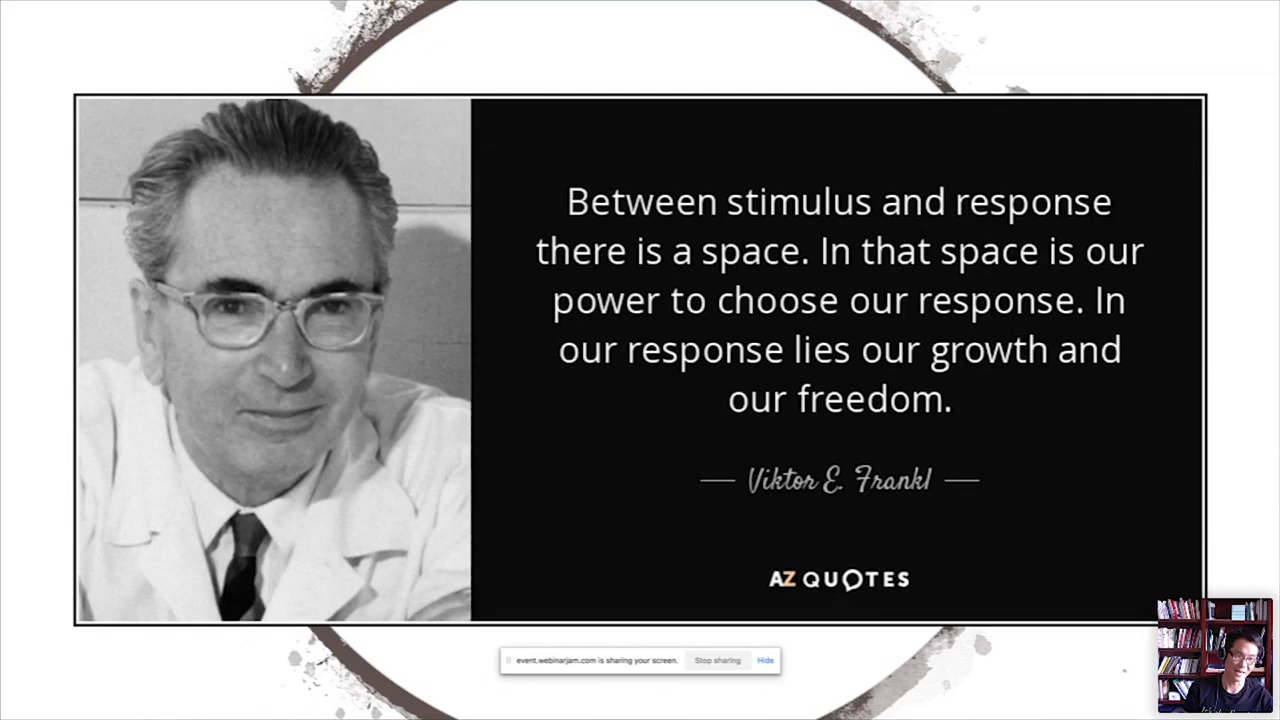 Between stimulus and response
there is a space. In that space is our
power to choose our response. In
our response lies our growth and
our freedom.
Viktor E. Frankl
AZ QUOTES
event.webinarjam.com is sharing your screen. Stop sharing Hide